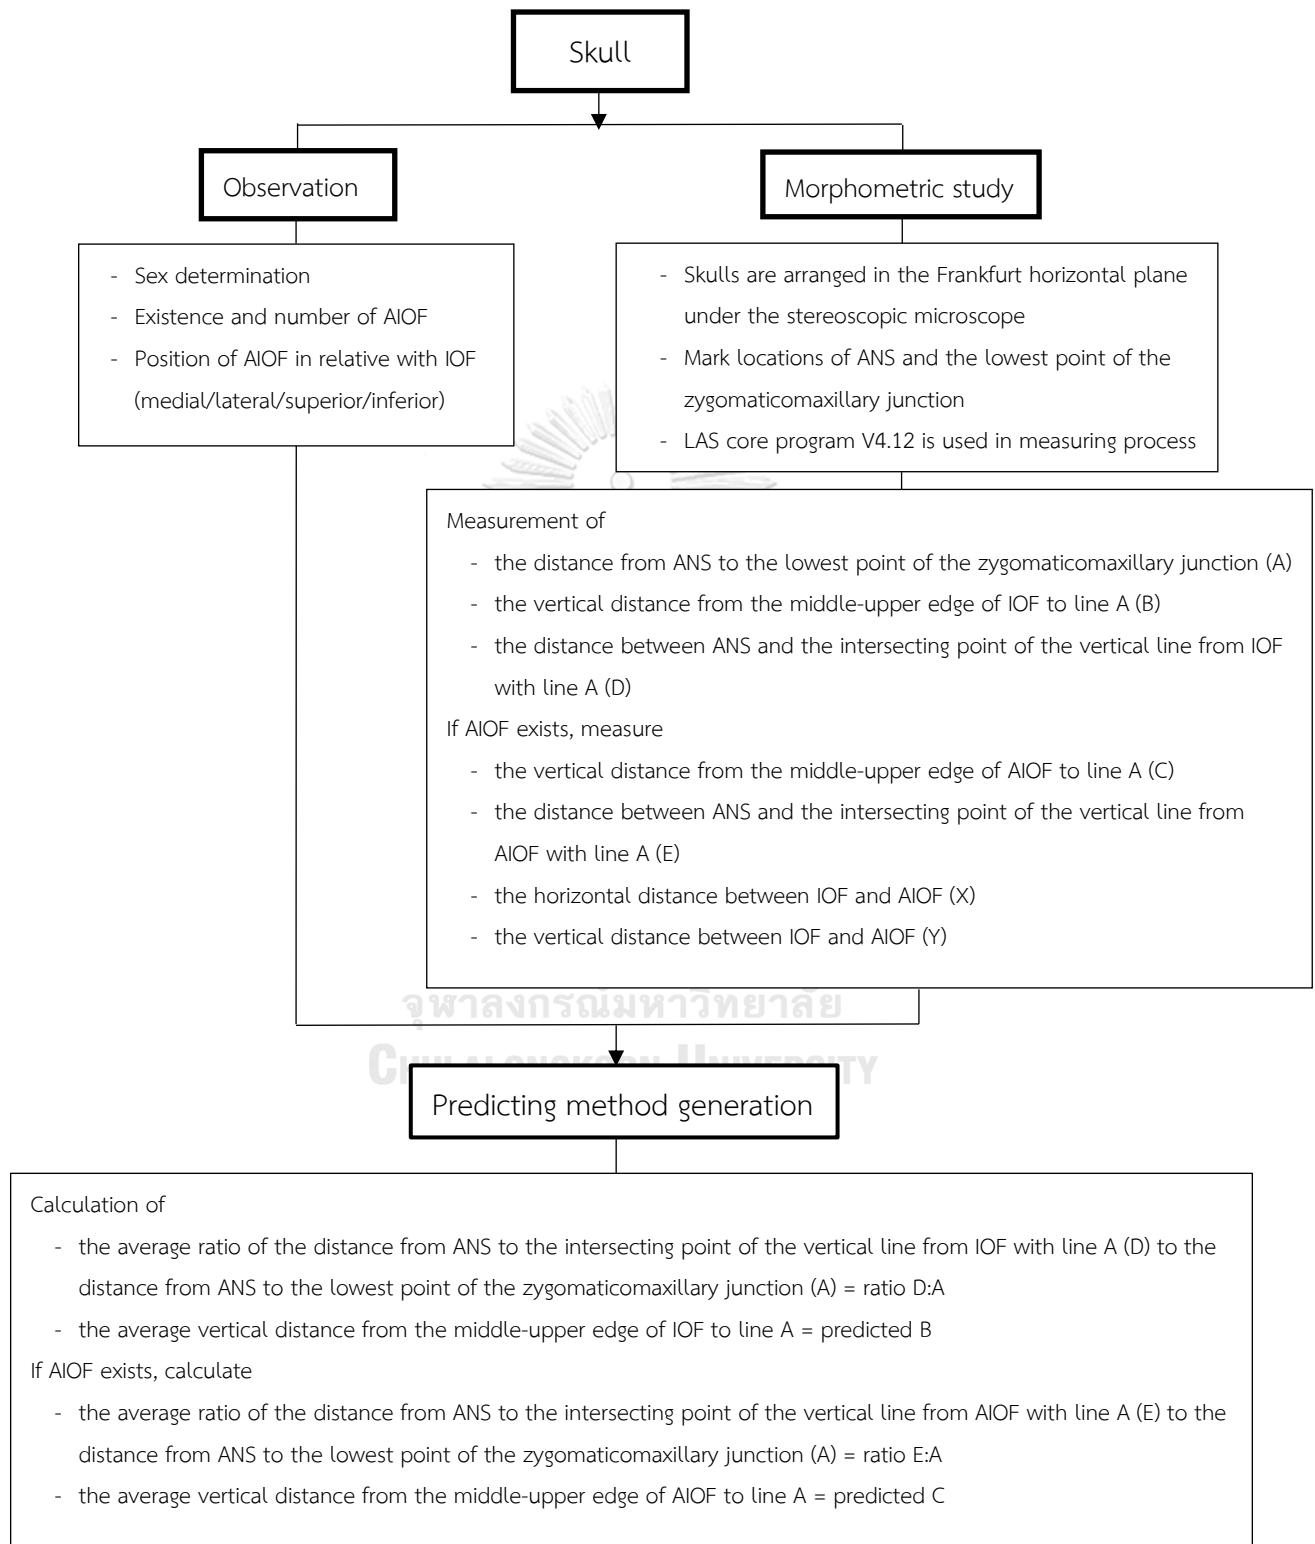 Skull
Observation
Morphometric study
- Sex determination
- Existence and number of AIOF
- Position of AIOF in relative with IOF
(medial/lateral/superior/inferior)
- Skulls are arranged in the Frankfurt horizontal plane
under the stereoscopic microscope
- Mark locations of ANS and the lowest point of the
zygomaticomaxillary junction
- LAS core program V4.12 is used in measuring process
Measurement of
- the distance from ANS to the lowest point of the zygomaticomaxillary junction (A)
- the vertical distance from the middle-upper edge of IOF to line A (B)
- the distance between ANS and the intersecting point of the vertical line from IOF
with line A (D)
If AIOF exists, measure
- the vertical distance from the middle-upper edge of AIOF to line A (C)
- the distance between ANS and the intersecting point of the vertical line from
AIOF with line A (E)
- the horizontal distance between IOF and AIOF (X)
- the vertical distance between IOF and AIOF (Y)
จุฬาลงกรณ์มหาวิทยาลัย
CHULALONGKORN UNIVERSITY
Predicting method generation
Calculation of
- the average ratio of the distance from ANS to the intersecting point of the vertical line from IOF with line A (D) to the
distance from ANS to the lowest point of the zygomaticomaxillary junction (A) = ratio D:A
- the average vertical distance from the middle-upper edge of IOF to line A = predicted B
If AIOF exists, calculate
- the average ratio of the distance from ANS to the intersecting point of the vertical line from AIOF with line A (E) to the
distance from ANS to the lowest point of the zygomaticomaxillary junction (A) = ratio E:A
- the average vertical distance from the middle-upper edge of AIOF to line A = predicted C